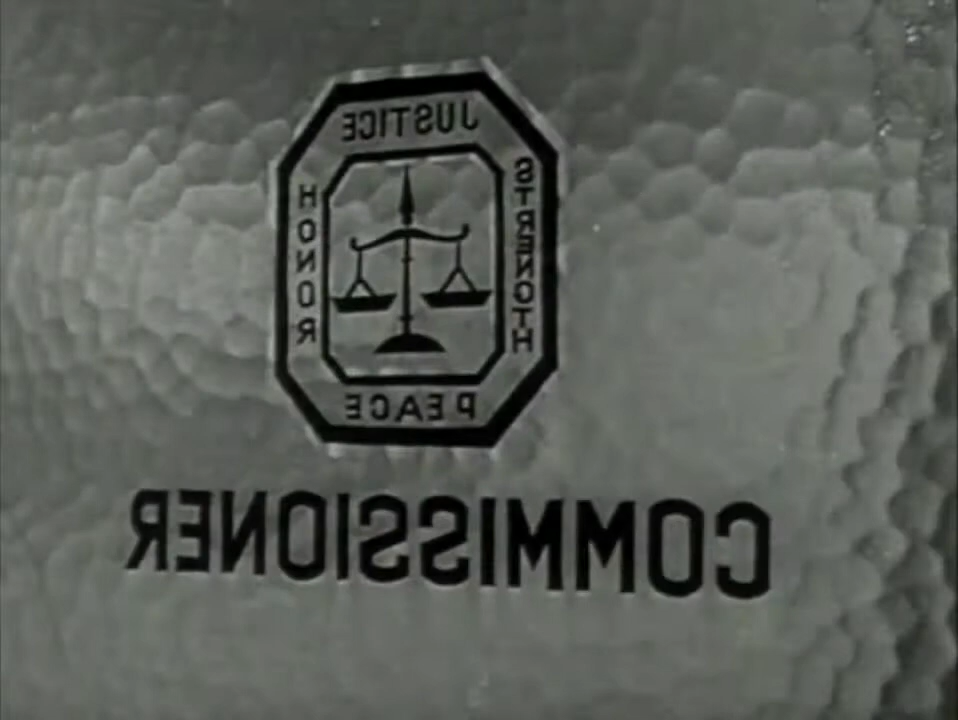 JUSTICE
STRENGTH
HONOR
PEACE
COMMISSIONER